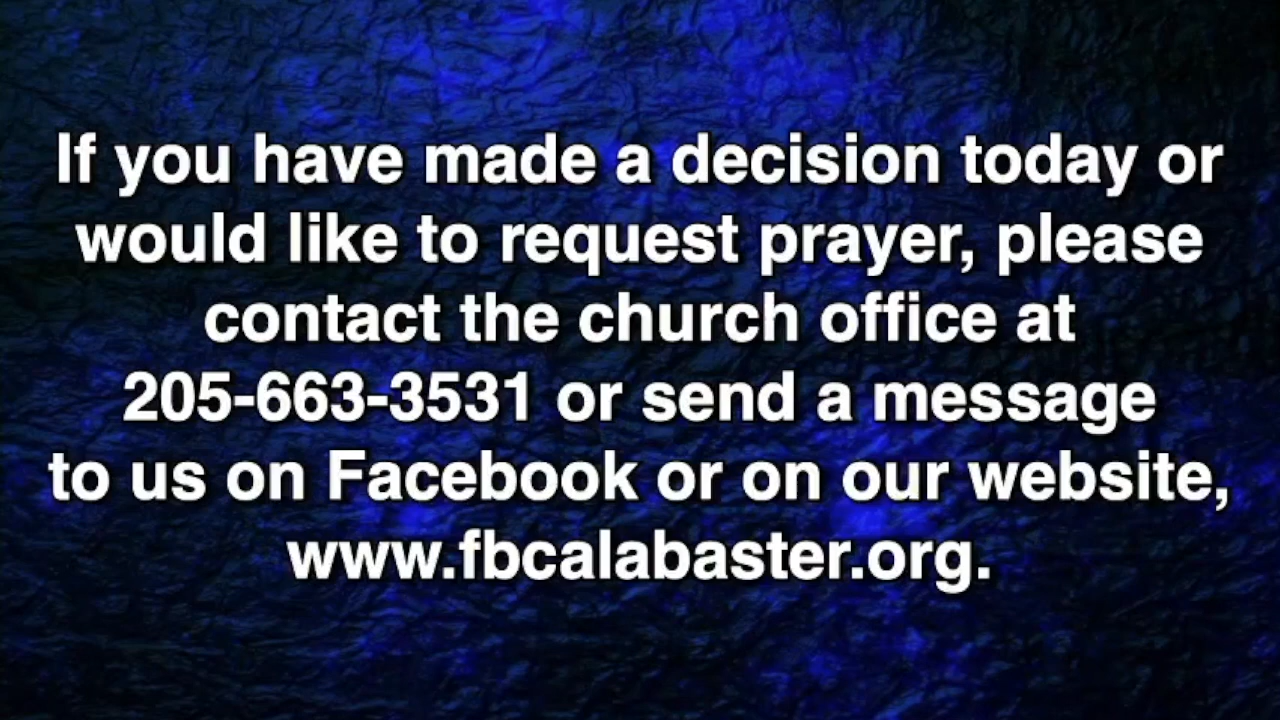 If you have made a decision today or
would like to request prayer, please
contact the church office at
205-663-3531 or send a message
to us on Facebook or on our website,
www.fbcalabaster.org.